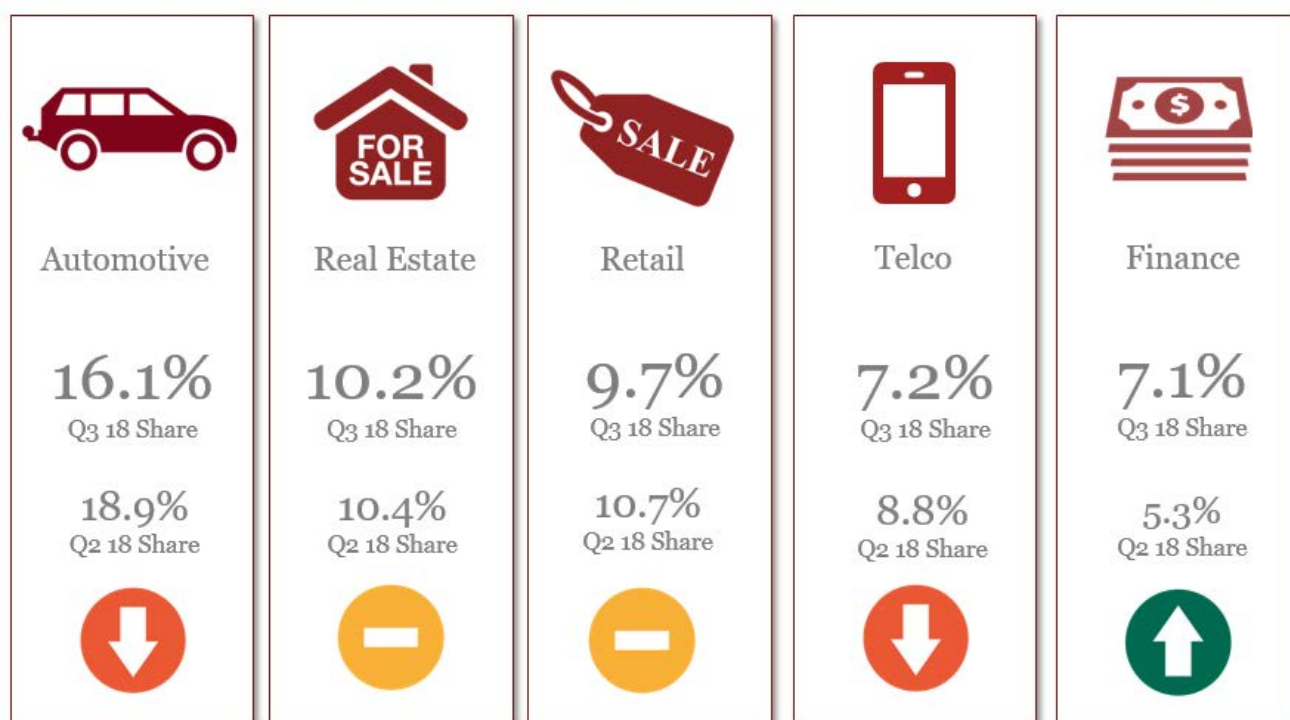 FOR
SALE
Automotive
16.1%
Q3 18 Share
18.9%
Q2 18 Share
Real Estate
10.2%
Q3 18 Share
10.4%
Q2 18 Share
SALE
Retail
9.7%
Q3 18 Share
10.7%
Q2 18 Share
Telco
7.2%
Q3 18 Share
8.8%
Q2 18 Share
$
Finance
7.1%
Q3 18 Share
5.3%
Q2 18 Share